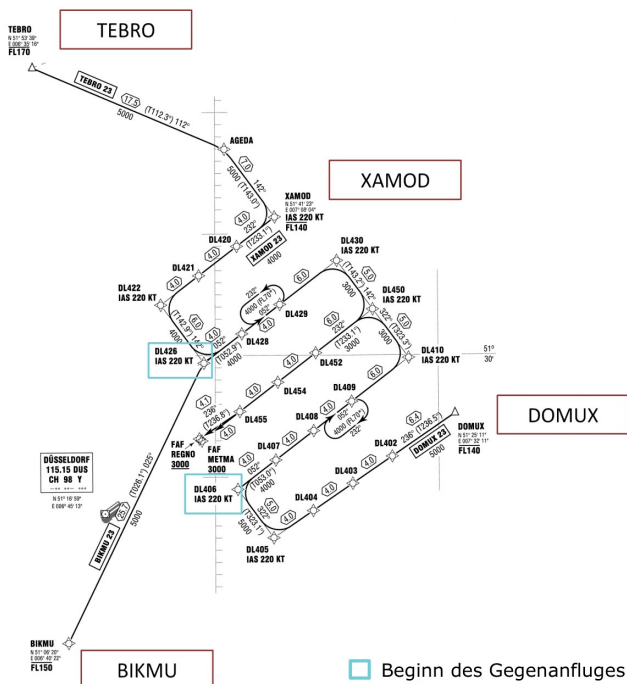 TEBRO
N 51° 53' 39"
E 006° 35' 16"
FL170
TEBRO
TEBRO 23
17.5
(T112.3°) 112°
5000
AGEDA
7.0
142°
5000 (T143.0°)
XAMOD
XAMOD
N 51° 41' 23"
E 007° 08' 04"
IAS 220 KT
FL140
4.0
232°
(T233.1°)
XAMOD 23
4000
DL420
4.0
DL421
4.0
DL422
IAS 220 KT
6.0
(T142.9°) 142°
4000
232°
4000 (FL70*)
052°
DL430
IAS 220 KT
5.0
(T143.2°) 142°
3000
6.0
DL429
4.0
DL428
4.0
052°
(T052.9°)
4000
DL426
IAS 220 KT
DL450
IAS 220 KT
322°
5.0
(T323.3°)
3000
DL410
IAS 220 KT
51°
30'
6.0
232°
(T233.1°)
3000
DL452
4.0
DL454
4.0
DL455
4.1
236°
(T236.8°)
FAF
REGNO
3000
FAF
METMA
3000
6.0
DL409
052°
4000 (FL70*)
232°
4.0
DL408
4.0
DL407
4.0
052°
(T053.0°)
4000
DL406
IAS 220 KT
5.0
322°
(T323.1°)
5000
DL405
IAS 220 KT
4.0
DL404
4.0
DL403
4.0
DL402
6.4
236° (T236.5°)
DOMUX 23
5000
DOMUX
N 51° 25' 11"
E 007° 32' 11"
FL140
DOMUX
DÜSSELDORF
115.15 DUS
CH 98 Y
N 51° 16' 59"
E 006° 45' 13"
(T026.1°) 025°
25.7
5000
BIKMU 23
BIKMU
N 51° 06' 20"
E 006° 40' 22"
FL150
BIKMU
Beginn des Gegenanfluges